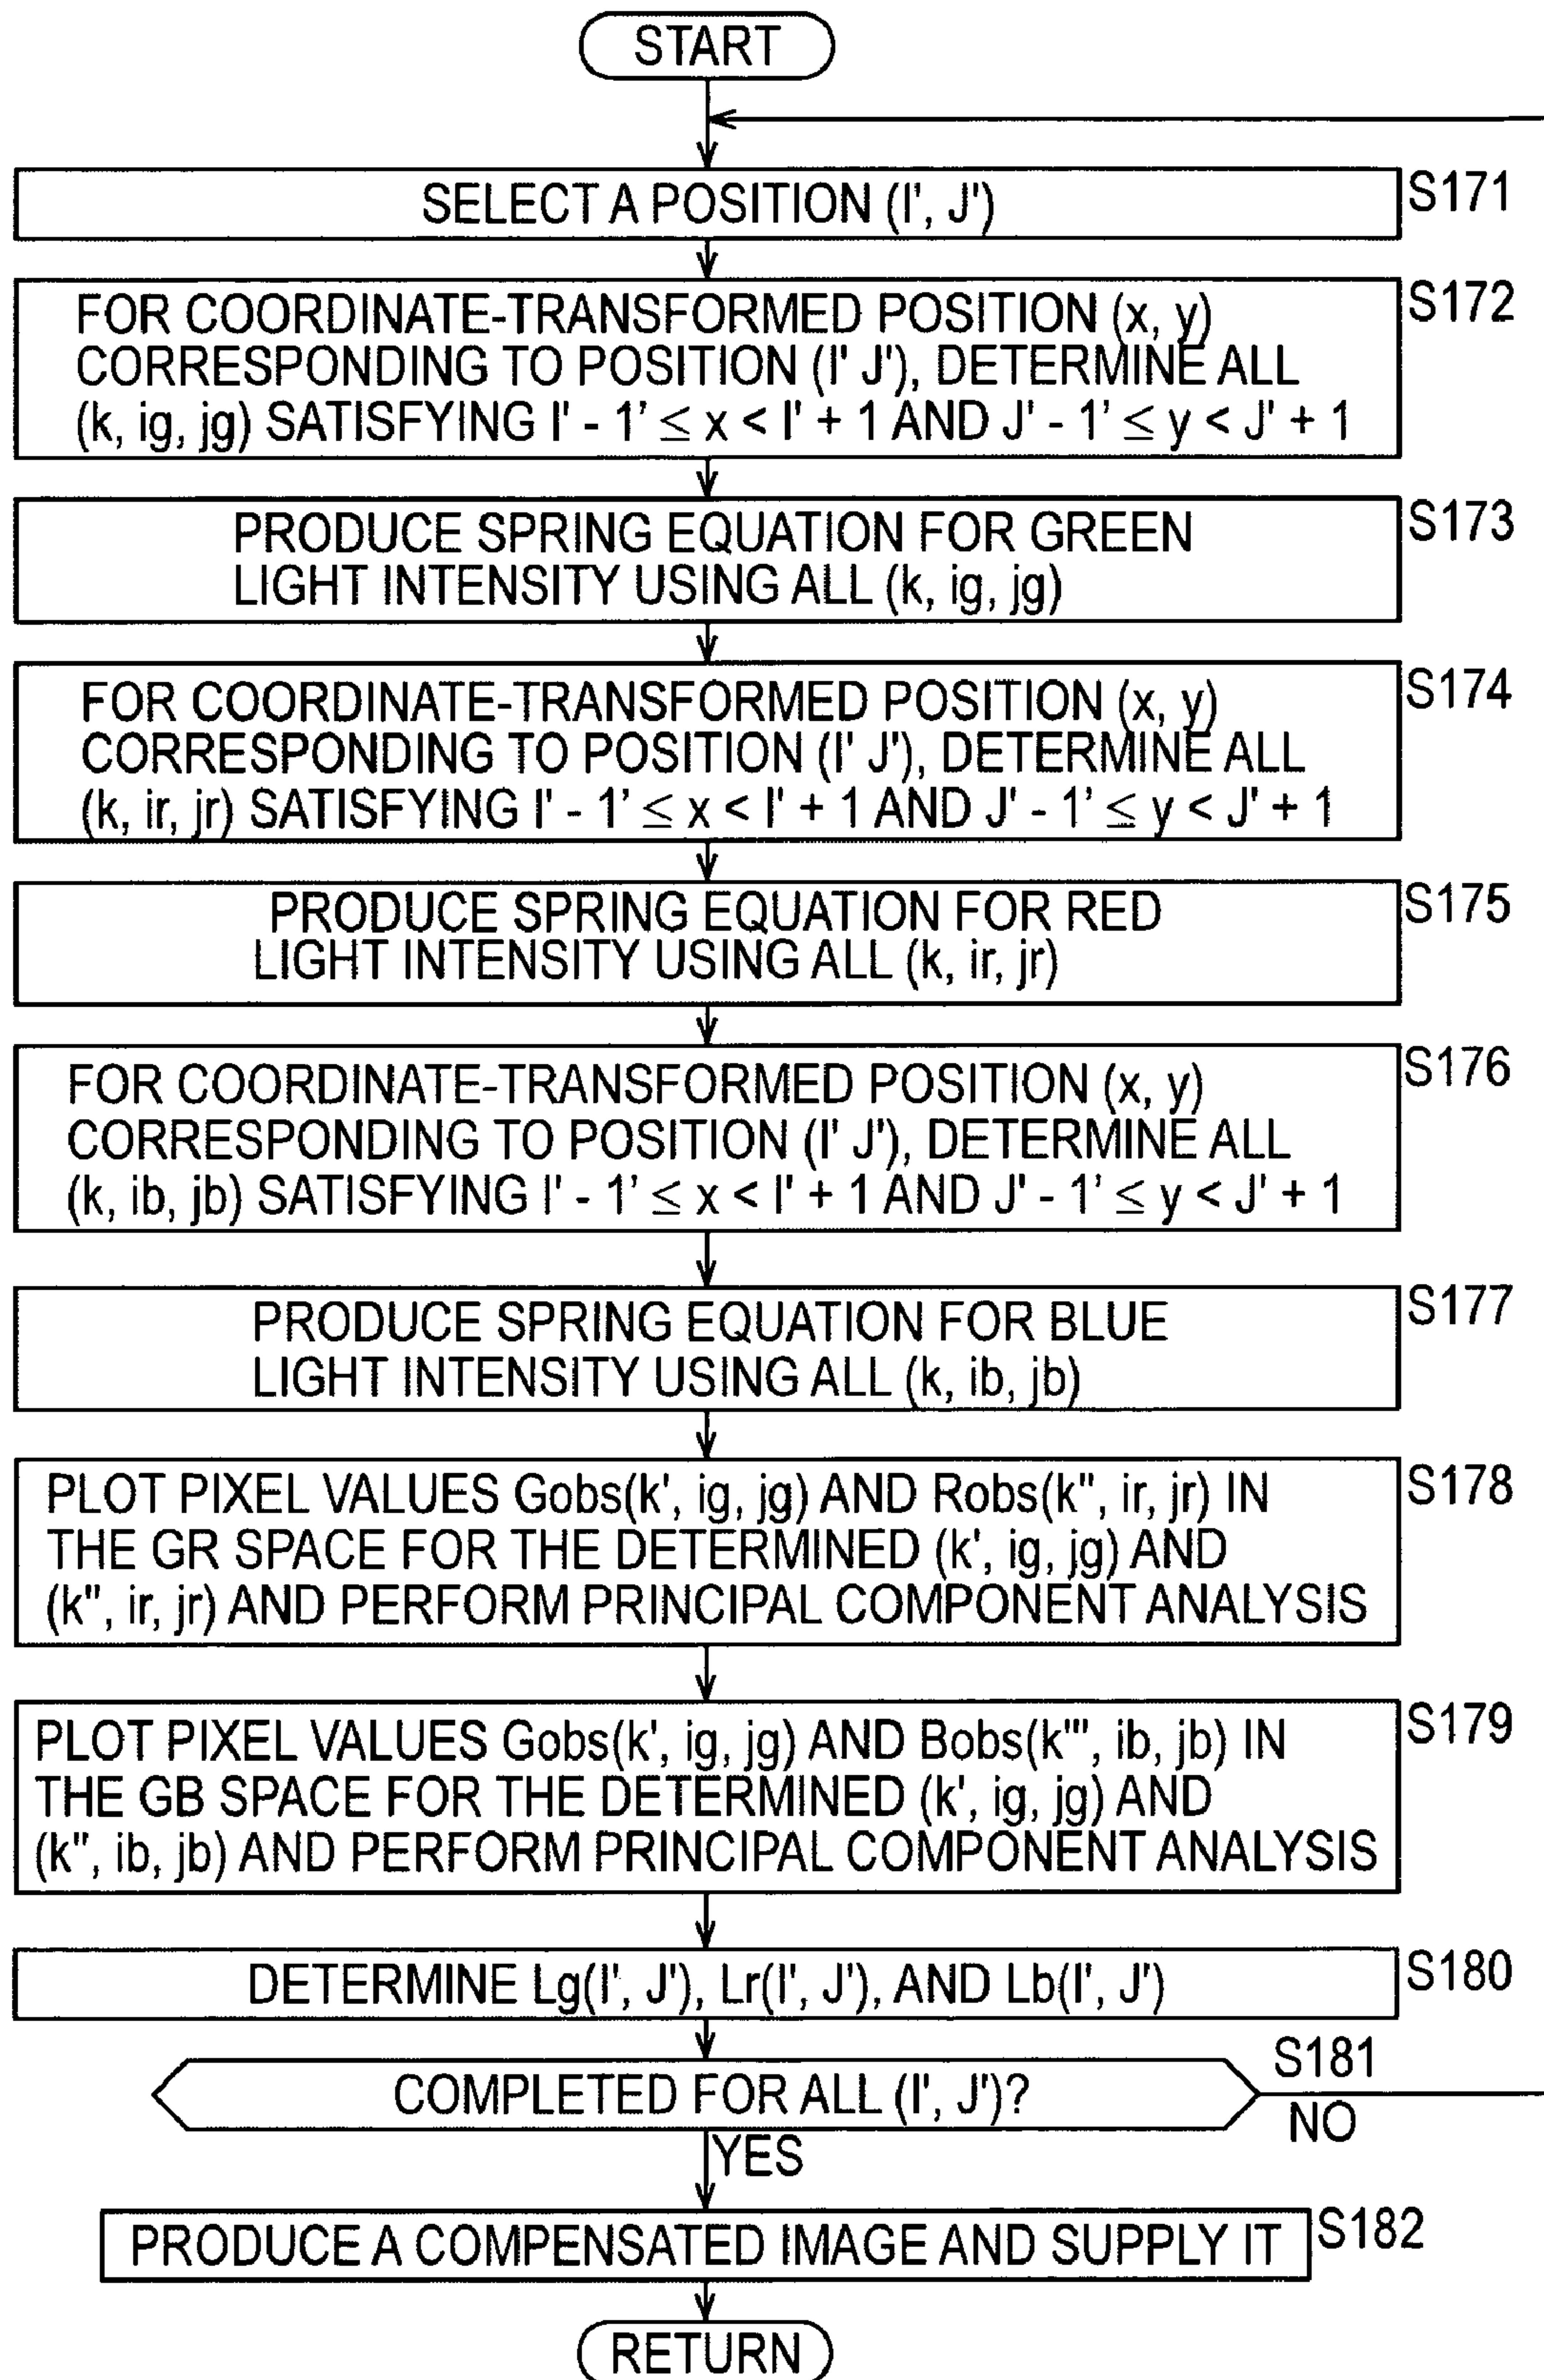 START
SELECT A POSITION (I', J')
S171
FOR COORDINATE-TRANSFORMED POSITION (x, y)
CORRESPONDING TO POSITION (I' J'), DETERMINE ALL
(k, ig, jg) SATISFYING I' - 1' ≤ x < I' + 1 AND J' - 1' ≤ y < J' + 1
S172
PRODUCE SPRING EQUATION FOR GREEN
LIGHT INTENSITY USING ALL (k, ig, jg)
S173
FOR COORDINATE-TRANSFORMED POSITION (x, y)
CORRESPONDING TO POSITION (I' J'), DETERMINE ALL
(k, ir, jr) SATISFYING I' - 1' ≤ x < I' + 1 AND J' - 1' ≤ y < J' + 1
S174
PRODUCE SPRING EQUATION FOR RED
LIGHT INTENSITY USING ALL (k, ir, jr)
S175
FOR COORDINATE-TRANSFORMED POSITION (x, y)
CORRESPONDING TO POSITION (I' J'), DETERMINE ALL
(k, ib, jb) SATISFYING I' - 1' ≤ x < I' + 1 AND J' - 1' ≤ y < J' + 1
S176
PRODUCE SPRING EQUATION FOR BLUE
LIGHT INTENSITY USING ALL (k, ib, jb)
S177
PLOT PIXEL VALUES Gobs(k', ig, jg) AND Robs(k'', ir, jr) IN
THE GR SPACE FOR THE DETERMINED (k', ig, jg) AND
(k'', ir, jr) AND PERFORM PRINCIPAL COMPONENT ANALYSIS
S178
PLOT PIXEL VALUES Gobs(k', ig, jg) AND Bobs(k''', ib, jb) IN
THE GB SPACE FOR THE DETERMINED (k', ig, jg) AND
(k'', ib, jb) AND PERFORM PRINCIPAL COMPONENT ANALYSIS
S179
DETERMINE Lg(I', J'), Lr(I', J'), AND Lb(I', J')
S180
COMPLETED FOR ALL (I', J')?
S181
NO
YES
PRODUCE A COMPENSATED IMAGE AND SUPPLY IT
S182
RETURN